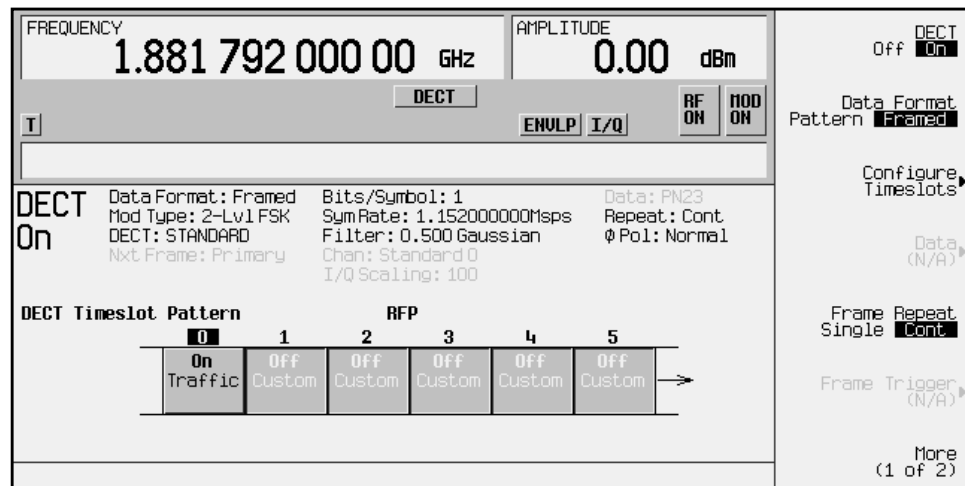 FREQUENCY
1.881 792 000 00 GHz
AMPLITUDE
0.00 dBm
DECT
T
ENVLP I/Q
RF ON
MOD ON
DECT On
Data Format: Framed
Mod Type: 2-Lvl FSK
DECT: STANDARD
Nxt Frame: Primary
Bits/Symbol: 1
Sym Rate: 1.152000000Msps
Filter: 0.500 Gaussian
Chan: Standard 0
I/Q Scaling: 100
Data: PN23
Repeat: Cont
Φ Pol: Normal
DECT Timeslot Pattern RFP
0 1 2 3 4 5
On Off Off Off Off Off
Traffic Custom Custom Custom Custom Custom
DECT
Off On
Data Format
Pattern Framed
Configure
Timeslots
Data
(N/A)
Frame Repeat
Single Cont
Frame Trigger
(N/A)
More
(1 of 2)